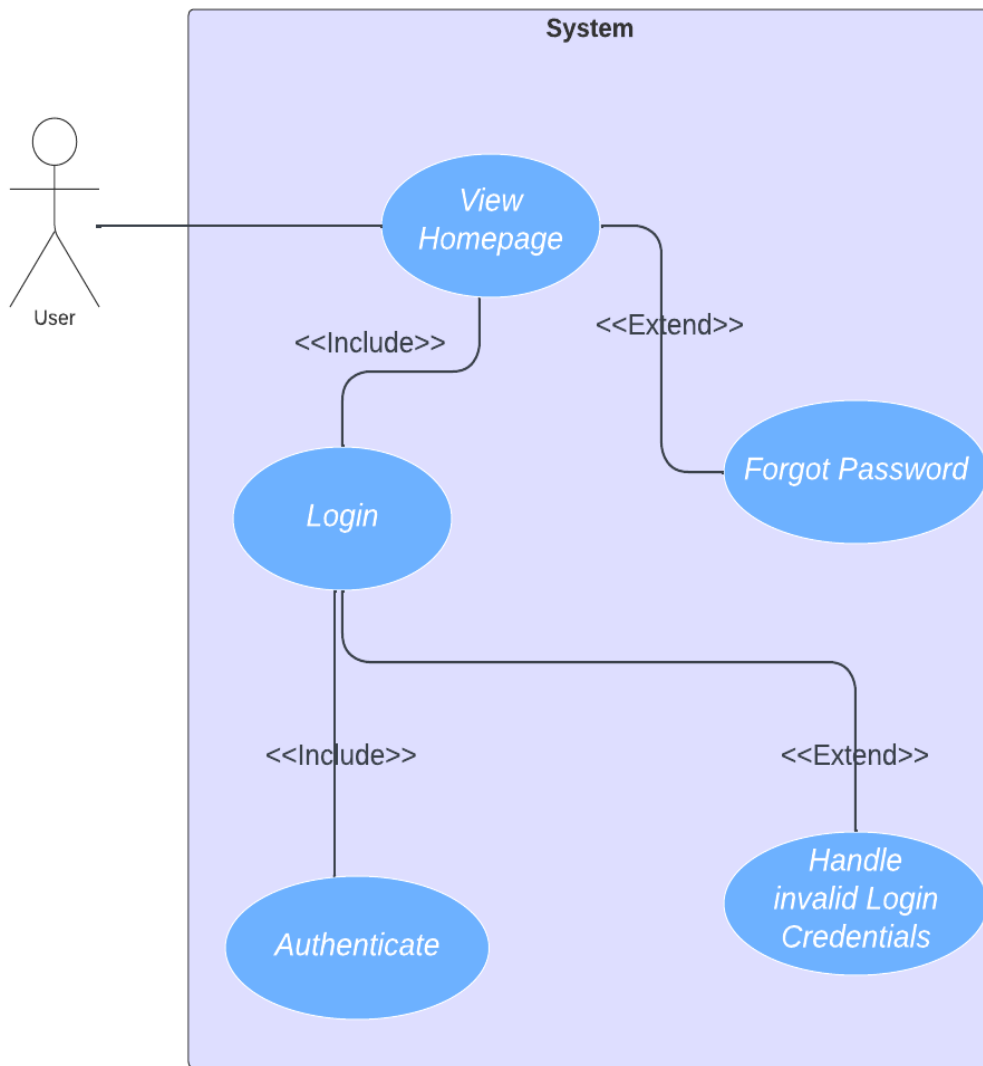 System
View
Homepage
User
<<Include>>
<<Extend>>
Forgot Password
Login
<<Include>>
<<Extend>>
Handle
invalid Login
Credentials
Authenticate